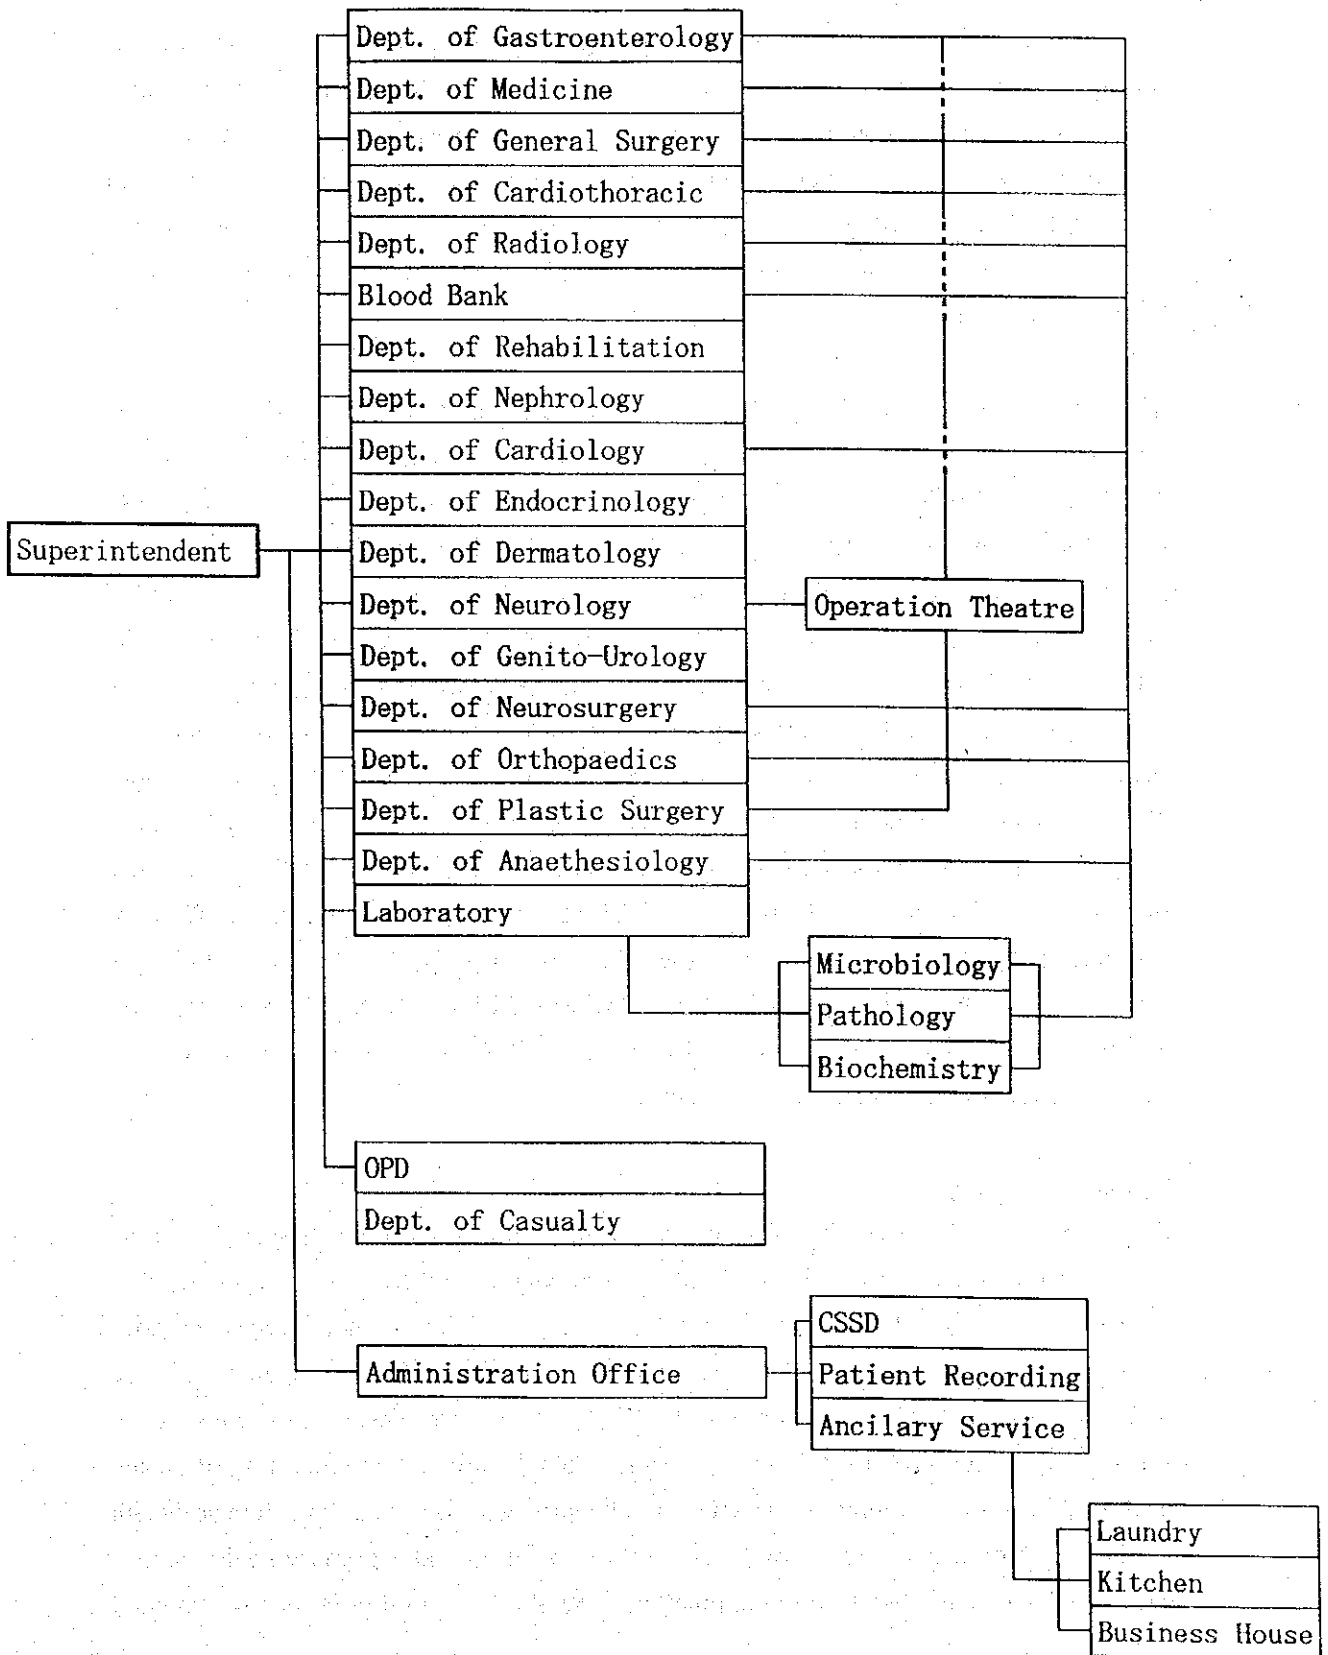 Dept. of Gastroenterology
Dept. of Medicine
Dept. of General Surgery
Dept. of Cardiothoracic
Dept. of Radiology
Blood Bank
Dept. of Rehabilitation
Dept. of Nephrology
Dept. of Cardiology
Dept. of Endocrinology
Superintendent
Dept. of Dermatology
Dept. of Neurology
Operation Theatre
Dept. of Genito-Urology
Dept. of Neurosurgery
Dept. of Orthopaedics
Dept. of Plastic Surgery
Dept. of Anaethesiology
Laboratory
Microbiology
Pathology
Biochemistry
OPD
Dept. of Casualty
CSSD
Administration Office
Patient Recording
Ancilary Service
Laundry
Kitchen
Business House